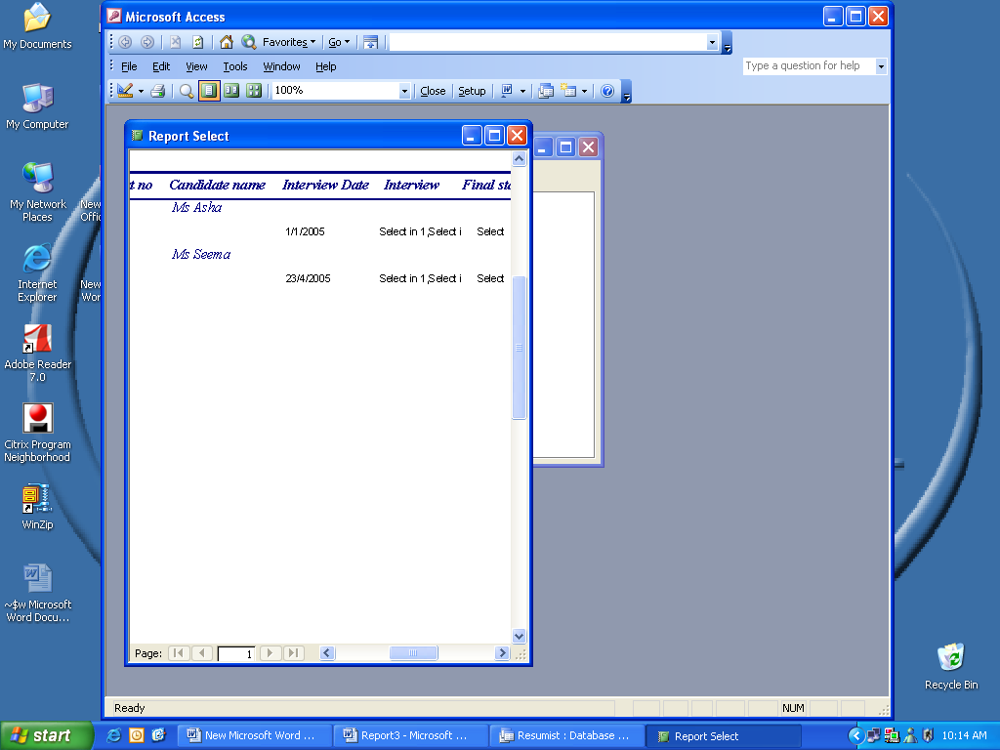 My Documents
My Computer
My Network
Places
New
Offic
Internet
Explorer
New
Wor
Adobe Reader
7.0
Citrix Program
Neighborhood
WinZip
~$w Microsoft
Word Docu...
Microsoft Access
Favorites
Go
File Edit View Tools Window Help
Type a question for help
100%
Close Setup
Report Select
t no Candidate name Interview Date Interview Final sta
Ms Asha
1/1/2005 Select in 1,Select i Select
Ms Seema
23/4/2005 Select in 1,Select i Select
Page: 1
Ready
NUM
Recycle Bin
start
New Microsoft Word ...
Report3 - Microsoft ...
Resumist : Database ...
Report Select
10:14 AM